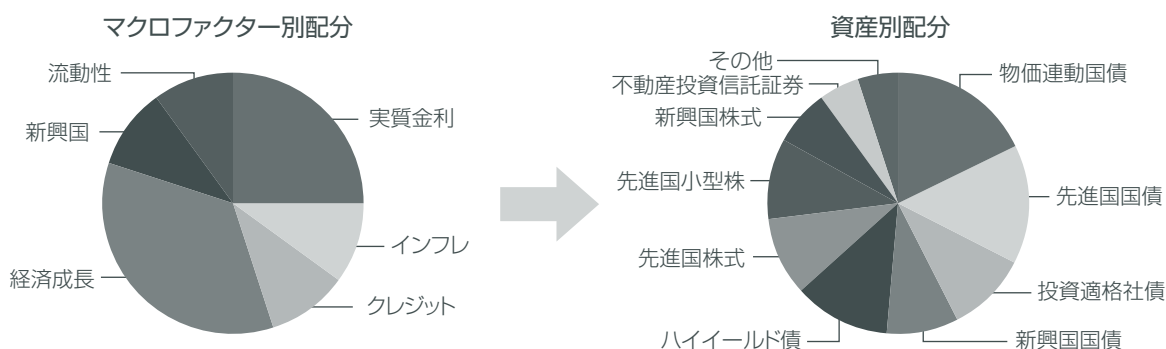 マクロファクター別配分
流動性
実質金利
新興国
インフレ
経済成長
クレジット
資産別配分
その他
物価連動国債
不動産投資信託証券
新興国株式
先進国小型株
先進国国債
先進国株式
投資適格社債
ハイイールド債
新興国国債